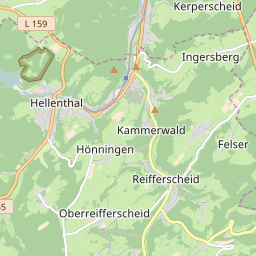 Kerperscheid
L 159
Ingersberg
Hellenthal
Kammerwald
Hönningen
Felser
Reifferscheid
Oberreifferscheid